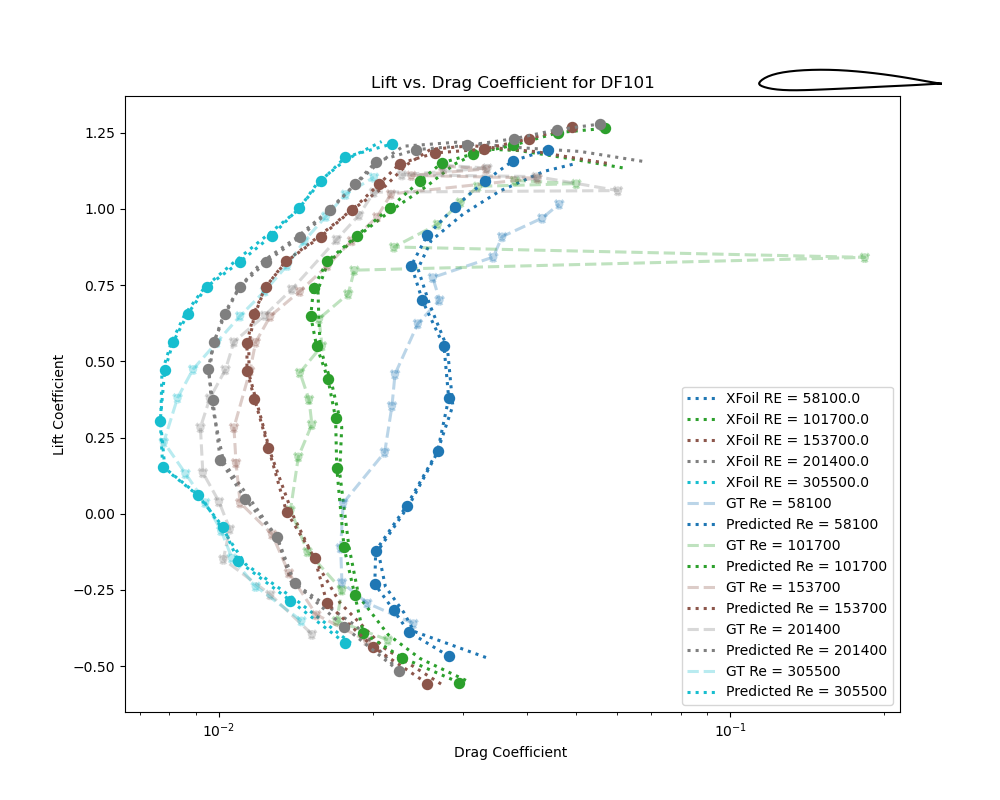 Lift vs. Drag Coefficient for DF101
1.25
1.00
0.75
0.50
0.25
0.00
−0.25
−0.50
Lift Coefficient
10⁻²
10⁻¹
Drag Coefficient
XFoil RE = 58100.0
XFoil RE = 101700.0
XFoil RE = 153700.0
XFoil RE = 201400.0
XFoil RE = 305500.0
GT Re = 58100
Predicted Re = 58100
GT Re = 101700
Predicted Re = 101700
GT Re = 153700
Predicted Re = 153700
GT Re = 201400
Predicted Re = 201400
GT Re = 305500
Predicted Re = 305500